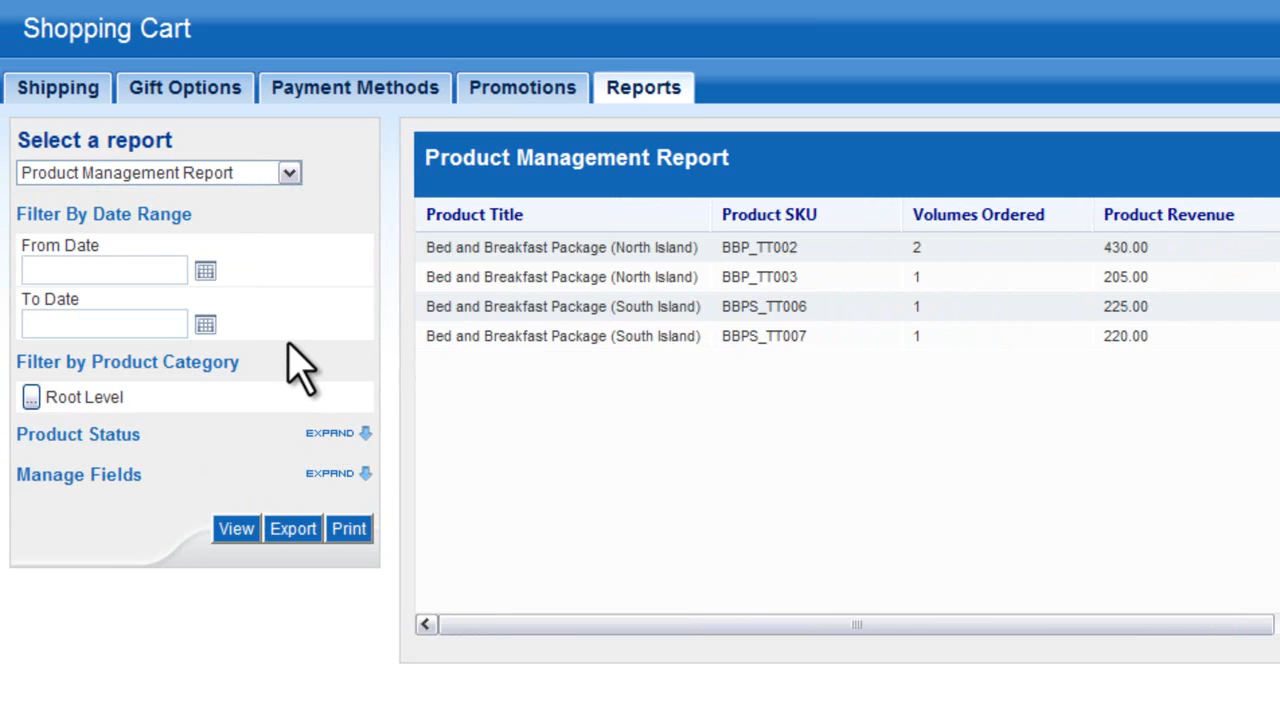 Shopping Cart
Shipping Gift Options Payment Methods Promotions Reports
Select a report
Product Management Report
Filter By Date Range
From Date
To Date
Filter by Product Category
... Root Level
Product Status EXPAND
Manage Fields EXPAND
View Export Print
Product Management Report
Product Title Product SKU Volumes Ordered Product Revenue
Bed and Breakfast Package (North Island) BBP_TT002 2 430.00
Bed and Breakfast Package (North Island) BBP_TT003 1 205.00
Bed and Breakfast Package (South Island) BBPS_TT006 1 225.00
Bed and Breakfast Package (South Island) BBPS_TT007 1 220.00